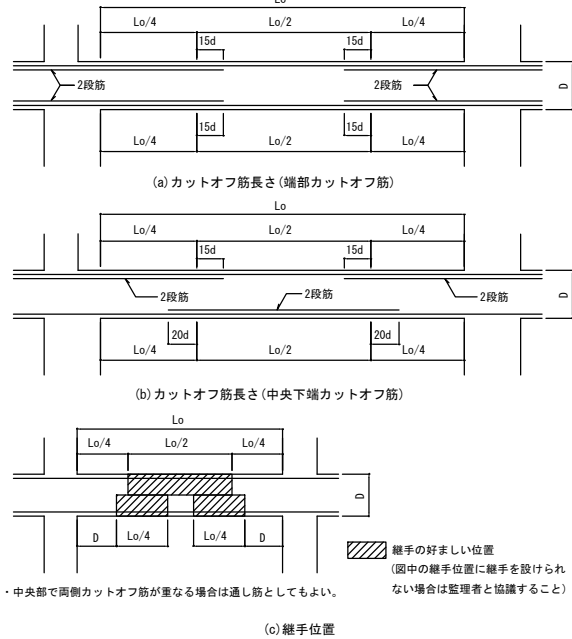 Lo
Lo/4 Lo/2 Lo/4
15d 15d
2段筋 2段筋 D
15d 15d
Lo/4 Lo/2 Lo/4
(a)カットオフ筋長さ(端部カットオフ筋)
Lo
Lo/4 Lo/2 Lo/4
15d 15d
2段筋 2段筋 2段筋 D
20d 20d
Lo/4 Lo/2 Lo/4
(b)カットオフ筋長さ(中央下端カットオフ筋)
Lo
Lo/4 Lo/2 Lo/4
D
D Lo/4 Lo/4 D
継手の好ましい位置
(図中の継手位置に継手を設けられ
ない場合は監理者と協議すること)
・中央部で両側カットオフ筋が重なる場合は通し筋としてもよい。
(c)継手位置